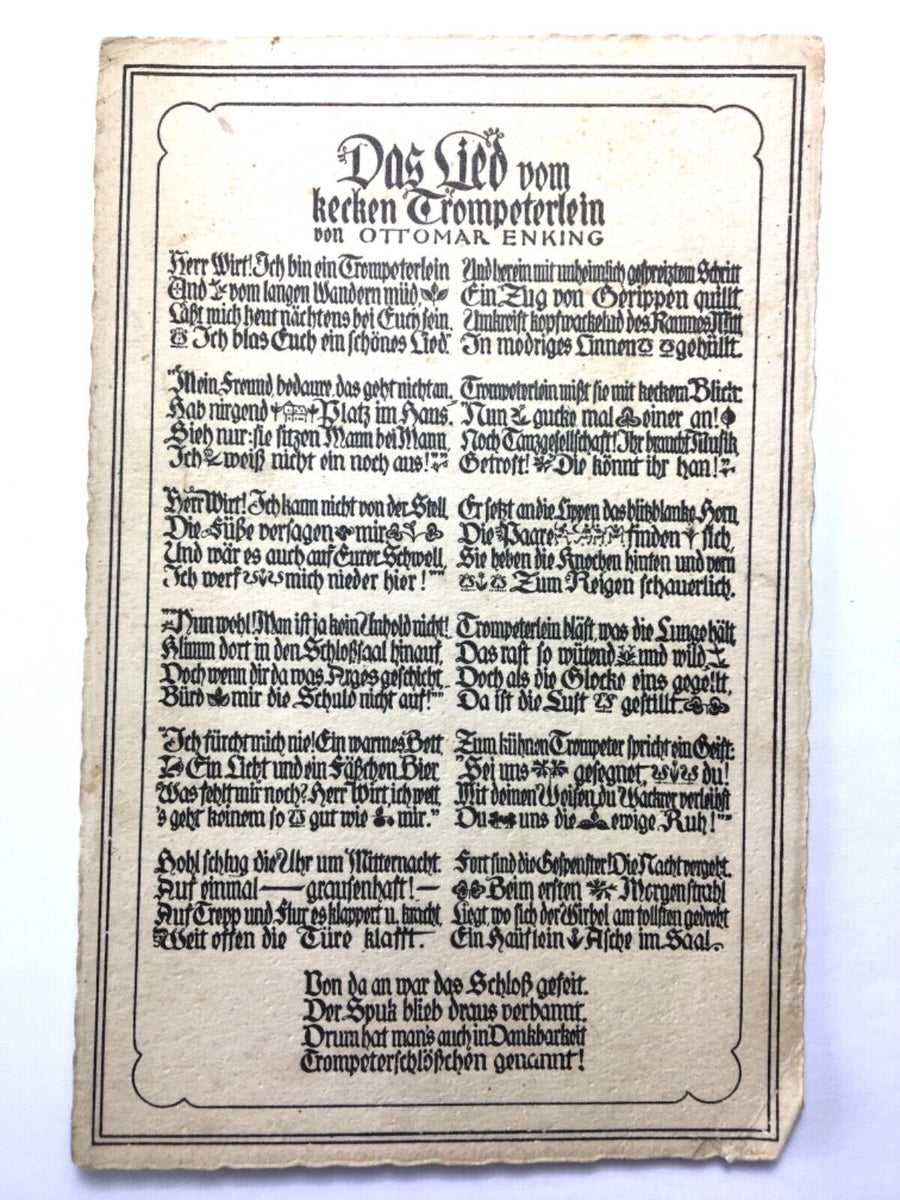 Das Lied vom
kecken Trompeterlein
von OTTOMAR ENKING
Herr Wirt! Ich bin ein Trompeterlein
Und vom langen Wandern müd,
Läßt mich heut nächtens bei Euch sein,
Ich blas Euch ein schönes Lied.
"Mein Freund, bedaure, das geht nicht an,
Hab nirgend Platz im Haus.
Sieh nur: sie sitzen Mann bei Mann,
Ich weiß nicht ein noch aus!"
Herr Wirt! Ich kann nicht von der Stell,
Die Füße versagen mir
Und wär es auch auf Eurer Schwell,
Ich werf mich nieder hier!"
"Nun wohl! Man ist ja kein Unhold nicht!
Klimm dort in den Schloßsaal hinauf,
Doch wenn dir da was Arges geschicht,
Bürd mir die Schuld nicht auf!"
"Ich fürcht mich nie! Ein warmes Bett
Ein Licht und ein Fäßchen Bier
Was fehlt mir noch? Herr Wirt, ich wett
's geht keinem so gut wie mir."
Hohl schlug die Uhr um Mitternacht.
Auf einmal — grausenhaft! —
Auf Trepp und Flur es klappert u. kracht,
Weit offen die Türe klafft.
Und herein mit unheimlich gespreiztem Schritt
Ein Zug von Gerippen quillt,
Umkreist kopfwackelnd des Raumes Mitt
In modriges Linnen gehüllt.
Trompeterlein mißt sie mit keckem Blick:
"Nun gucke mal einer an!
Noch Tanzgesellschaft! Ihr braucht Musik
Getrost! Die könnt ihr han!"
Er setzt an die Lippen das blitzblanke Horn,
Die Paare finden sich,
Sie heben die Knochen hinten und vorn
Zum Reigen schauerlich.
Trompeterlein bläst, was die Lunge hält,
Das rast so wütend und wild
Doch als die Glocke eins gegellt,
Da ist die Lust gestillt.
Zum kühnen Trompeter spricht ein Geist:
"Sei uns gesegnet, du!
Mit deinen Weisen, du Wackrer verleihst
Du uns die ewige Ruh!"
Fort sind die Gespenster! Die Nacht vergeht.
Beim ersten Morgenstrahl
Liegt, wo sich der Wirbel am tollsten gedreht
Ein Häuflein Asche im Saal.
Von da an war das Schloß gefeit.
Der Spuk blieb draus verbannt.
Drum hat man's auch in Dankbarkeit
Trompeterschlößchen genannt!